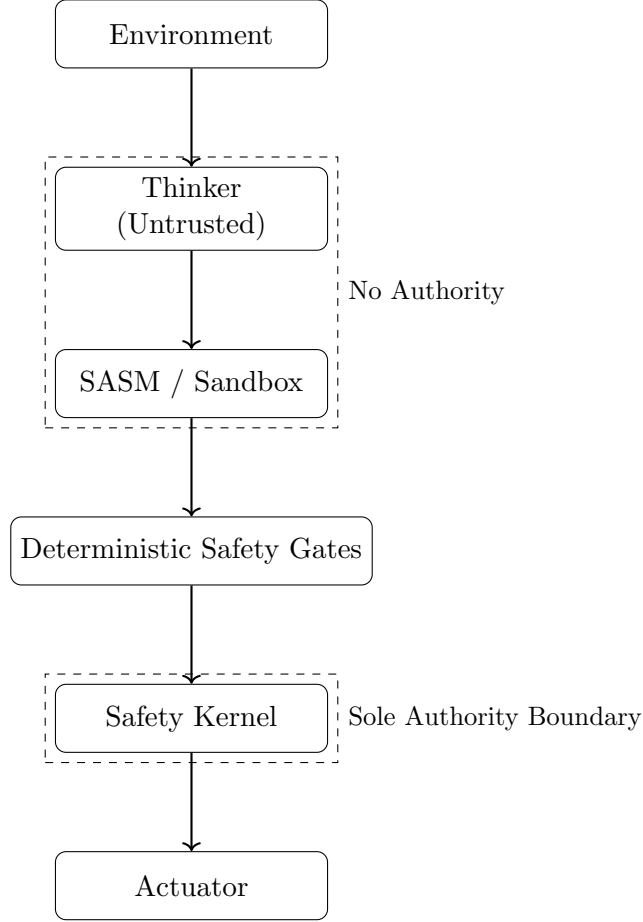 Environment
Thinker
(Untrusted)
No Authority
SASM / Sandbox
Deterministic Safety Gates
Safety Kernel
Sole Authority Boundary
Actuator